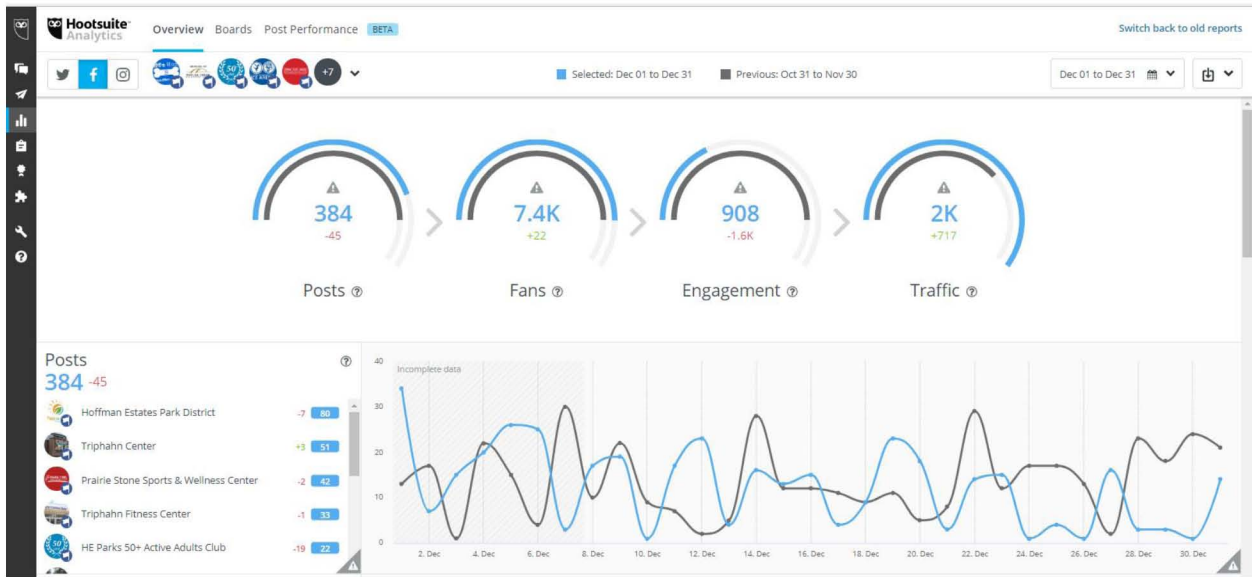 Hootsuite™ Analytics
Overview Boards Post Performance BETA
Switch back to old reports
+7
Selected: Dec 01 to Dec 31
Previous: Oct 31 to Nov 30
Dec 01 to Dec 31
384
-45
Posts
7.4K
+22
Fans
908
-1.6K
Engagement
2K
+717
Traffic
Posts
384 -45
Hoffman Estates Park District -7 80
Triphahn Center +3 51
Prairie Stone Sports & Wellness Center -2 42
Triphahn Fitness Center -1 33
HE Parks 50+ Active Adults Club -19 22
Incomplete data
40
30
20
10
0
2. Dec 4. Dec 6. Dec 8. Dec 10. Dec 12. Dec 14. Dec 16. Dec 18. Dec 20. Dec 22. Dec 24. Dec 26. Dec 28. Dec 30. Dec